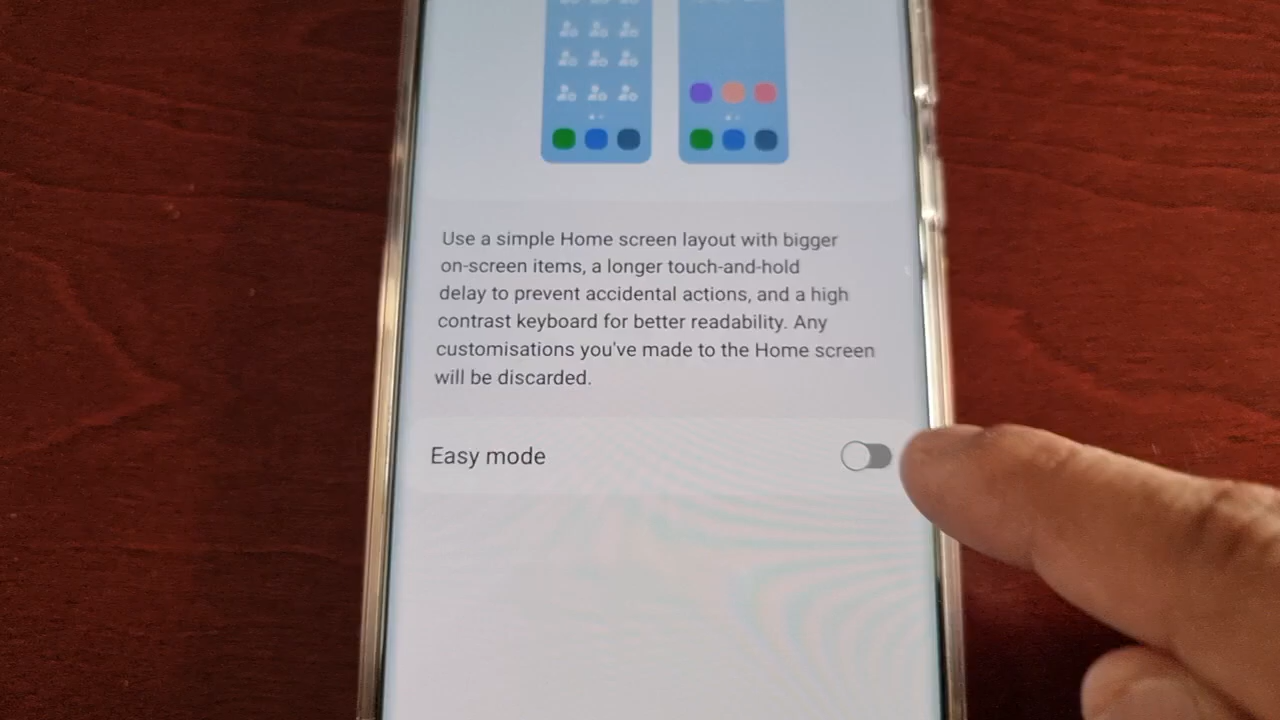 Use a simple Home screen layout with bigger
on-screen items, a longer touch-and-hold
delay to prevent accidental actions, and a high
contrast keyboard for better readability. Any
customisations you've made to the Home screen
will be discarded.
Easy mode